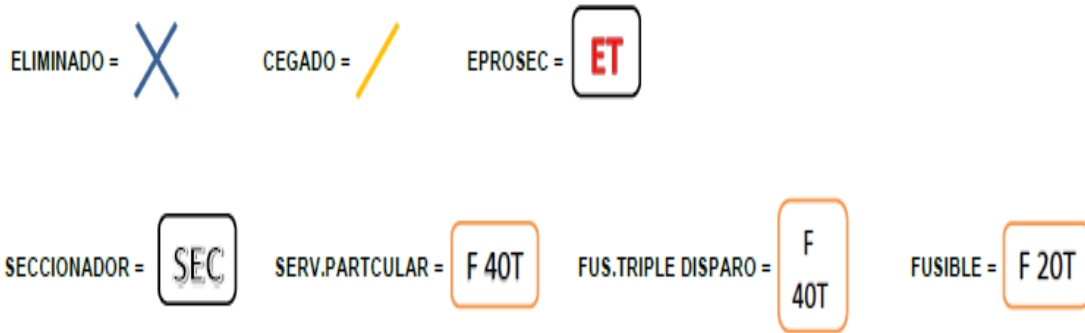 ELIMINADO =
CEGADO =
EPROSEC = ET
SECCIONADOR = SEC
SERV.PARTCULAR = F 40T
FUS.TRIPLE DISPARO = F
40T
FUSIBLE = F 20T